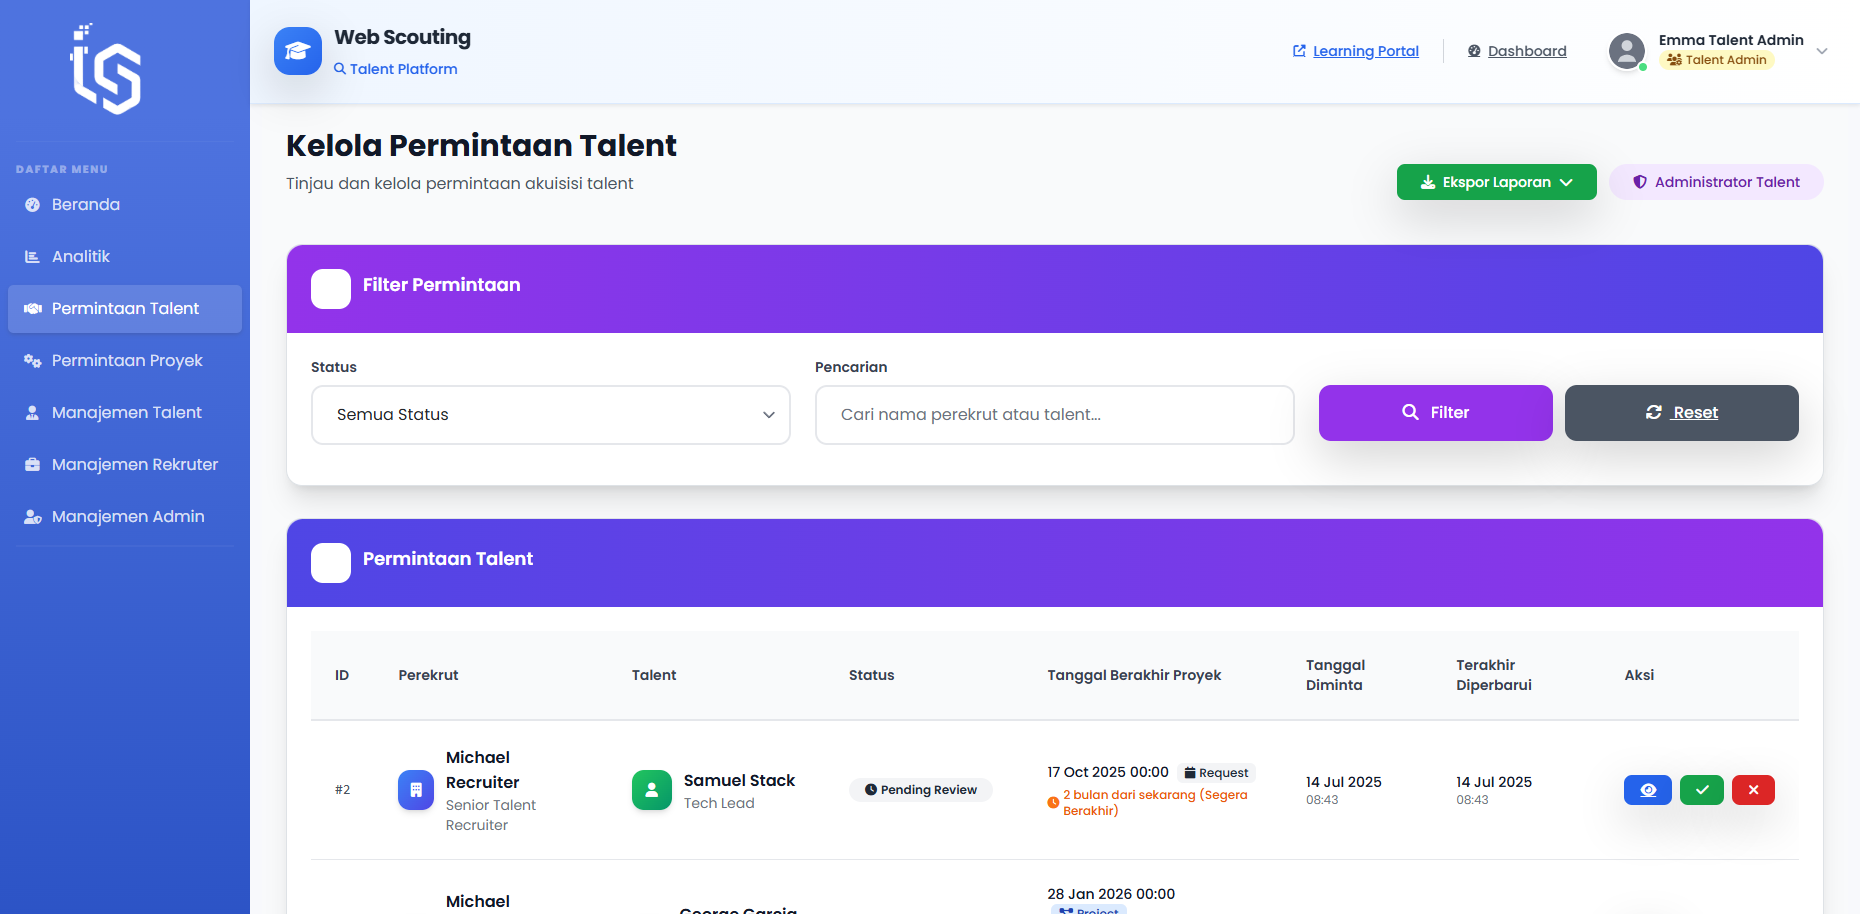 Web Scouting
Talent Platform
Learning Portal
Dashboard
Emma Talent Admin
Talent Admin
DAFTAR MENU
Beranda
Analitik
Permintaan Talent
Permintaan Proyek
Manajemen Talent
Manajemen Rekruter
Manajemen Admin
Kelola Permintaan Talent
Tinjau dan kelola permintaan akuisisi talent
Ekspor Laporan
Administrator Talent
Filter Permintaan
Status
Pencarian
Semua Status
Cari nama perekrut atau talent...
Filter
Reset
Permintaan Talent
ID
Perekrut
Talent
Status
Tanggal Berakhir Proyek
Tanggal
Diminta
Terakhir
Diperbarui
Aksi
#2
Michael
Recruiter
Senior Talent
Recruiter
Samuel Stack
Tech Lead
Pending Review
17 Oct 2025 00:00
Request
2 bulan dari sekarang (Segera
Berakhir)
14 Jul 2025
08:43
14 Jul 2025
08:43
Michael
George Garcia
28 Jan 2026 00:00
Project